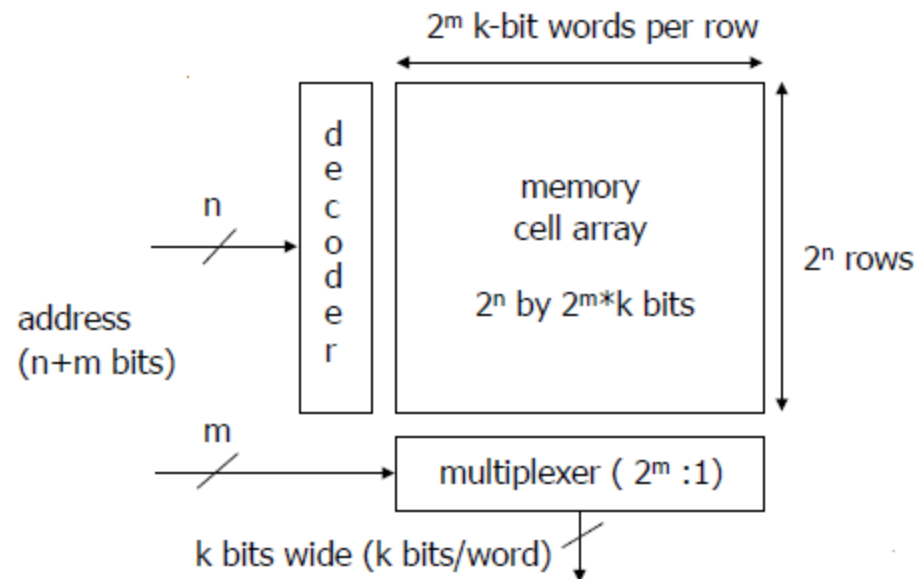 2ᵐ k-bit words per row
decoder
n
memory
cell array
2ⁿ by 2ᵐ*k bits
2ⁿ rows
address
(n+m bits)
m
multiplexer ( 2ᵐ :1)
k bits wide (k bits/word)